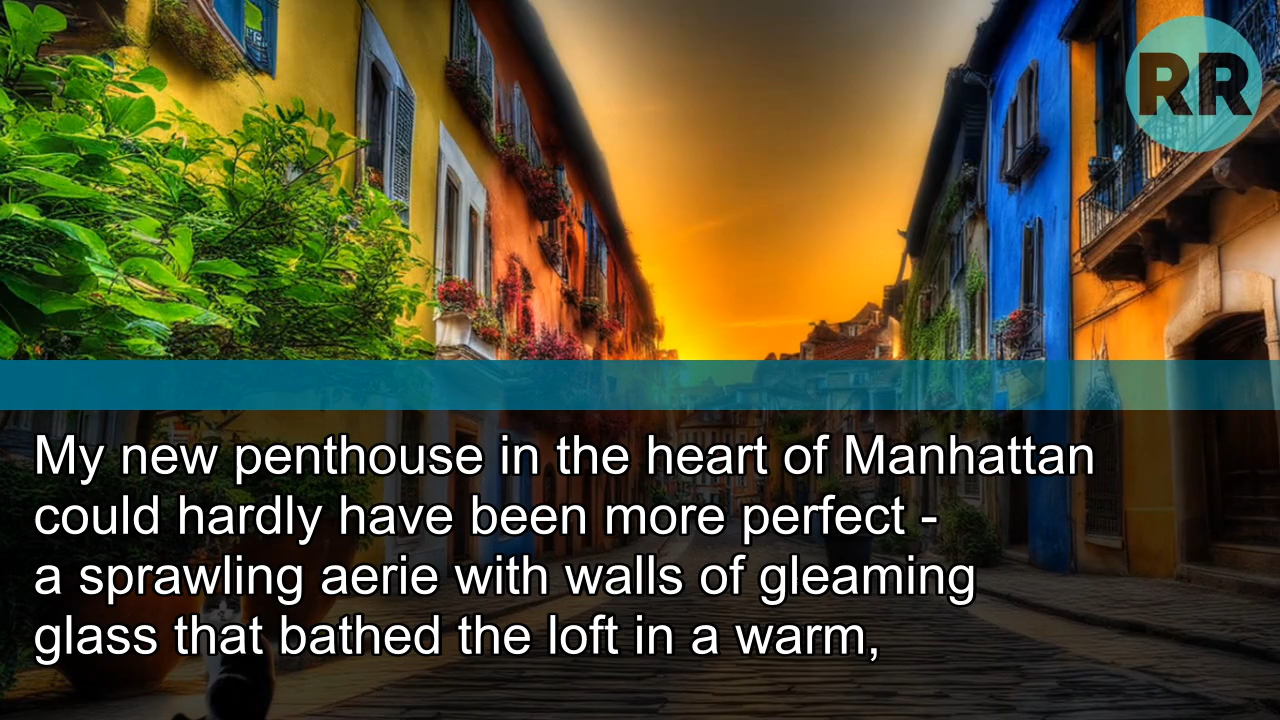 RR
My new penthouse in the heart of Manhattan
could hardly have been more perfect -
a sprawling aerie with walls of gleaming
glass that bathed the loft in a warm,